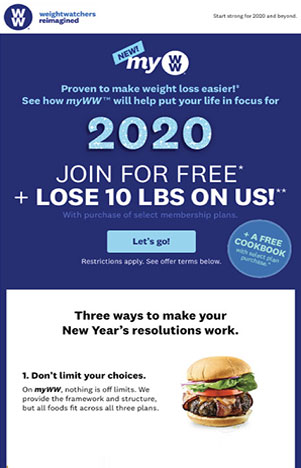 WW
weightwatchers
reimagined
Start strong for 2020 and beyond.
NEW!
myWW
Proven to make weight loss easier!*
See how myWW™ will help put your life in focus for
2020
JOIN FOR FREE*
+ LOSE 10 LBS ON US!**
With purchase of select membership plans.
Let's go!
Restrictions apply. See offer terms below.
+ A FREE
COOKBOOK
with select plan
purchase.*
Three ways to make your
New Year's resolutions work.
1. Don't limit your choices.
On myWW, nothing is off limits. We
provide the framework and structure,
but all foods fit across all three plans.